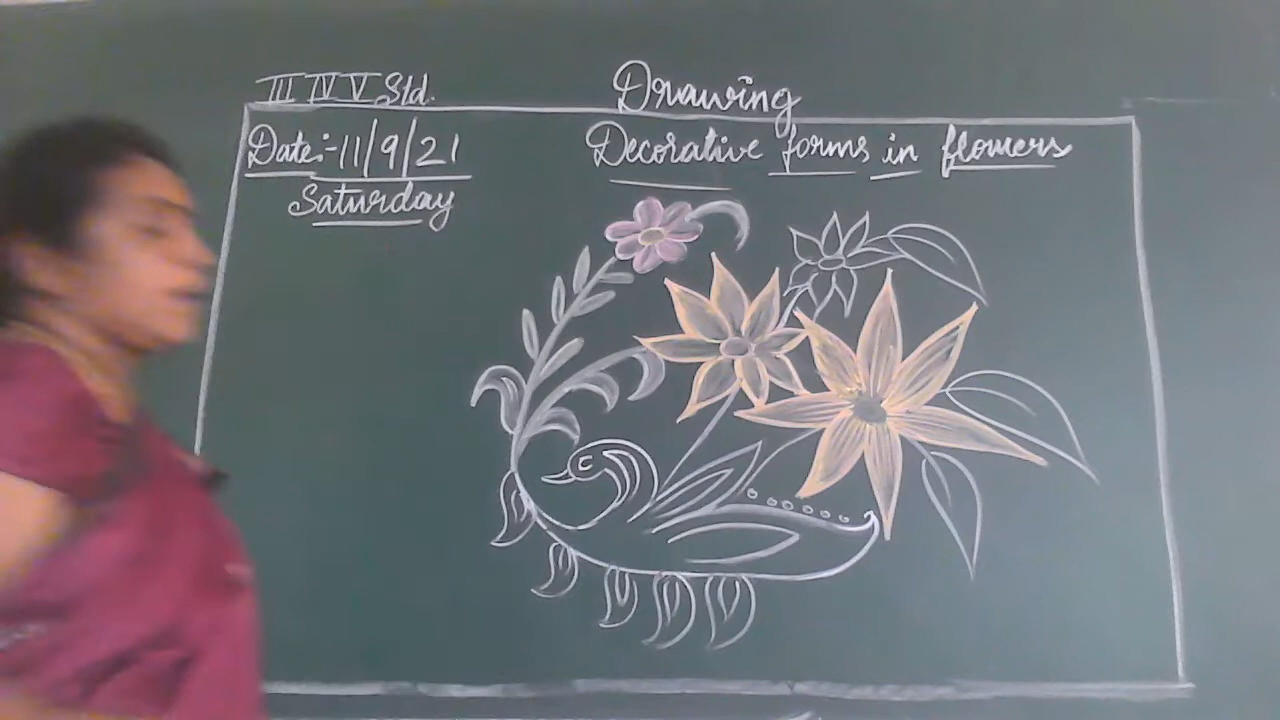 III IV V Std.
Drawing
Date:-11/9/21
Decorative forms in flowers
Saturday